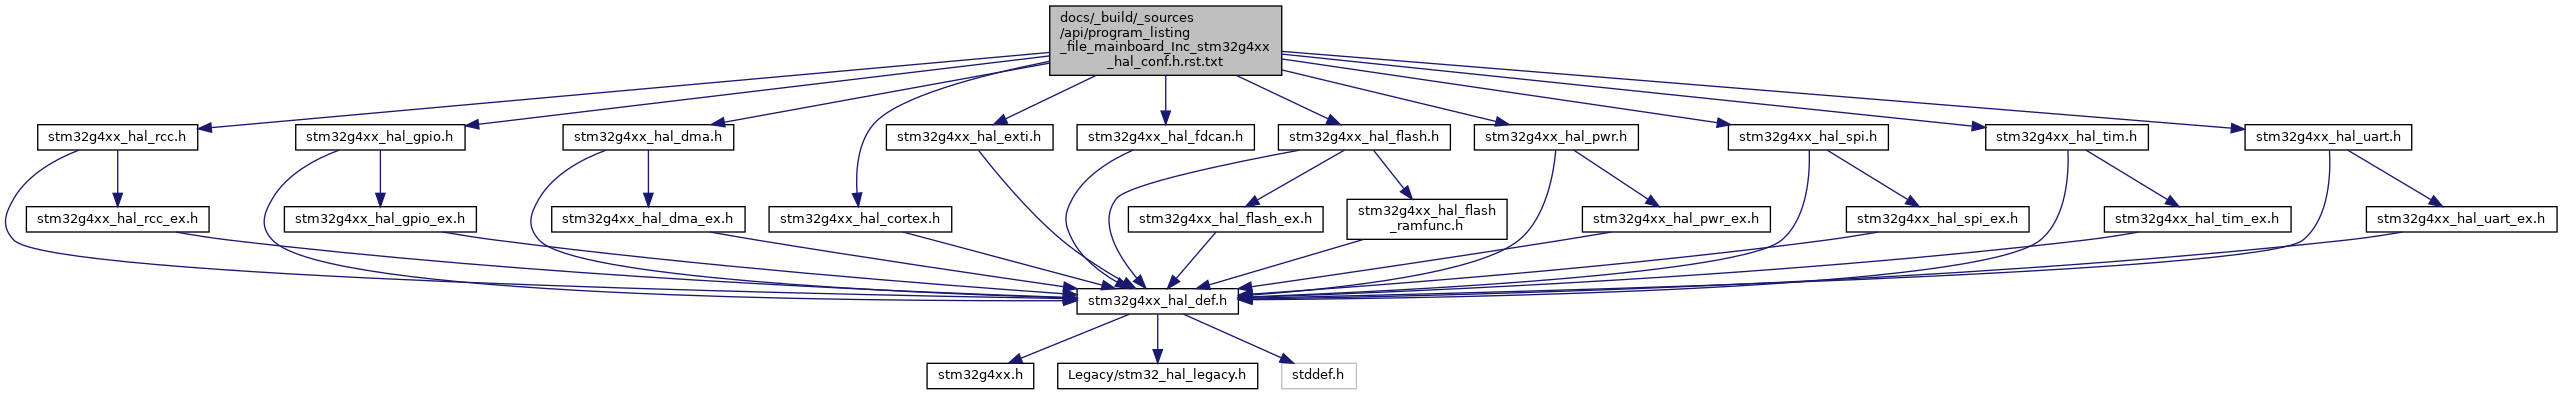 docs/_build/_sources
/api/program_listing
_file_mainboard_Inc_stm32g4xx
_hal_conf.h.rst.txt
stm32g4xx_hal_rcc.h
stm32g4xx_hal_gpio.h
stm32g4xx_hal_dma.h
stm32g4xx_hal_exti.h
stm32g4xx_hal_fdcan.h
stm32g4xx_hal_flash.h
stm32g4xx_hal_pwr.h
stm32g4xx_hal_spi.h
stm32g4xx_hal_tim.h
stm32g4xx_hal_uart.h
stm32g4xx_hal_rcc_ex.h
stm32g4xx_hal_gpio_ex.h
stm32g4xx_hal_dma_ex.h
stm32g4xx_hal_cortex.h
stm32g4xx_hal_flash_ex.h
stm32g4xx_hal_flash
_ramfunc.h
stm32g4xx_hal_pwr_ex.h
stm32g4xx_hal_spi_ex.h
stm32g4xx_hal_tim_ex.h
stm32g4xx_hal_uart_ex.h
stm32g4xx_hal_def.h
stm32g4xx.h
Legacy/stm32_hal_legacy.h
stddef.h